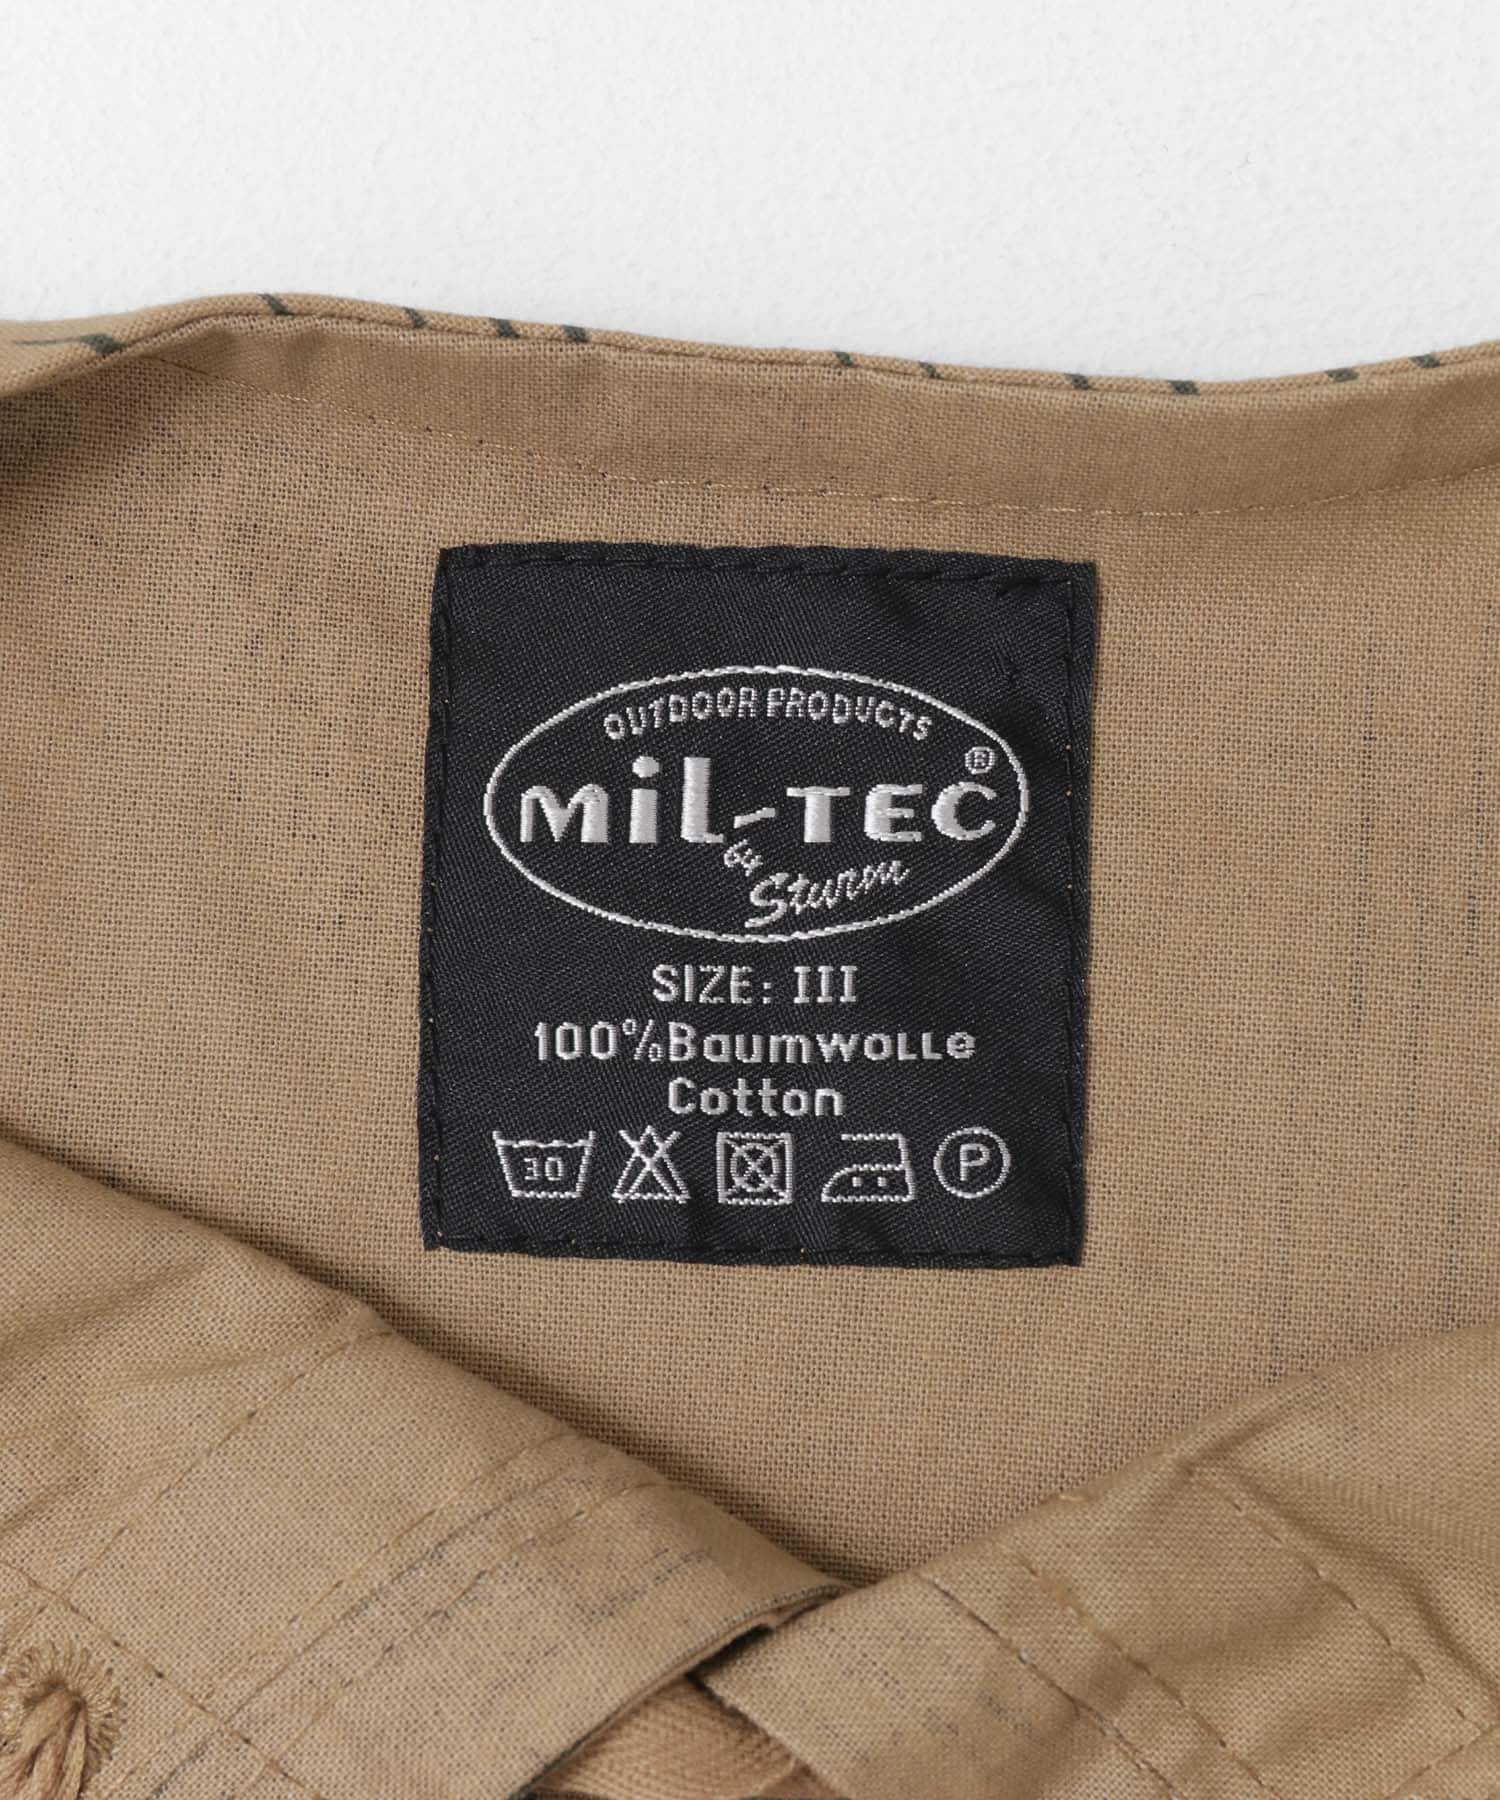 OUTDOOR PRODUCTS
MiL-TEC®
by
Sturm
SIZE: III
100%BaumwoLLe
Cotton
30
P